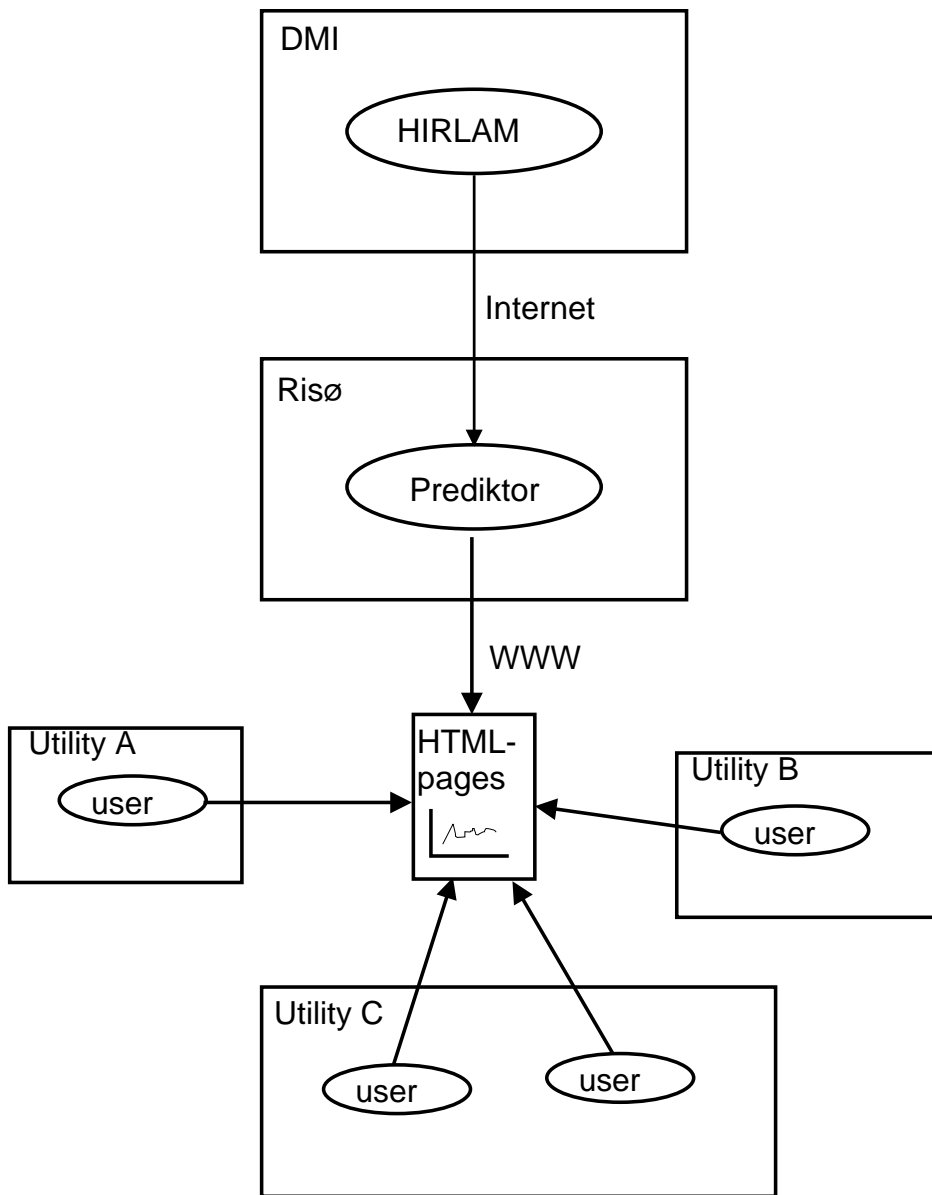 DMI
HIRLAM
Internet
Risø
Prediktor
WWW
Utility A
user
HTML-
pages
Utility B
user
Utility C
user
user